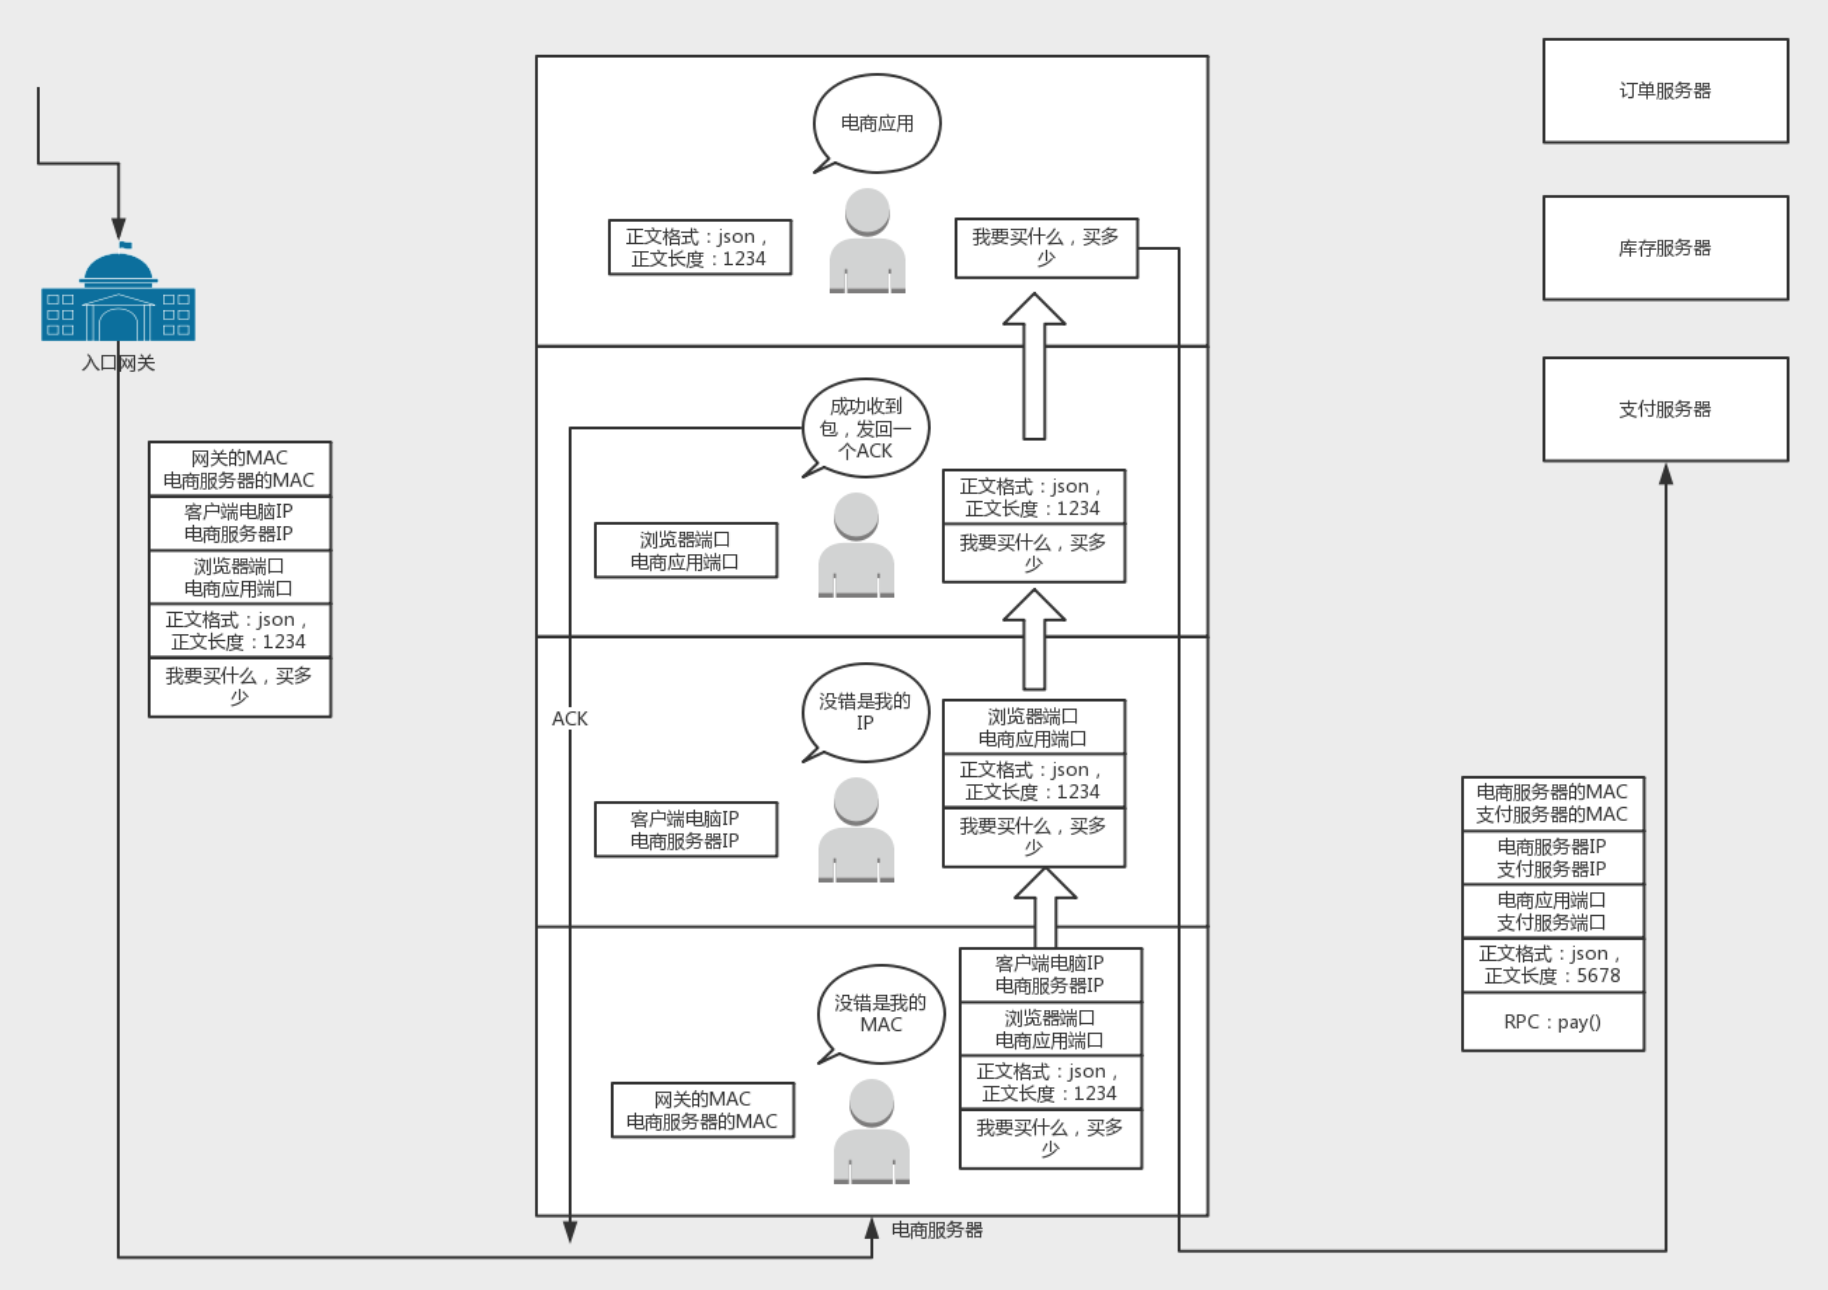 入口网关
网关的MAC
电商服务器的MAC
客户端电脑IP
电商服务器IP
浏览器端口
电商应用端口
正文格式：json，
正文长度：1234
我要买什么，买多
少
电商应用
正文格式：json，
正文长度：1234
我要买什么，买多
少
成功收到
包，发回一
个ACK
浏览器端口
电商应用端口
正文格式：json，
正文长度：1234
我要买什么，买多
少
ACK
没错是我的
IP
客户端电脑IP
电商服务器IP
浏览器端口
电商应用端口
正文格式：json，
正文长度：1234
我要买什么，买多
少
没错是我的
MAC
网关的MAC
电商服务器的MAC
客户端电脑IP
电商服务器IP
浏览器端口
电商应用端口
正文格式：json，
正文长度：1234
我要买什么，买多
少
电商服务器
订单服务器
库存服务器
支付服务器
电商服务器的MAC
支付服务器的MAC
电商服务器IP
支付服务器IP
电商应用端口
支付服务端口
正文格式：json，
正文长度：5678
RPC：pay()